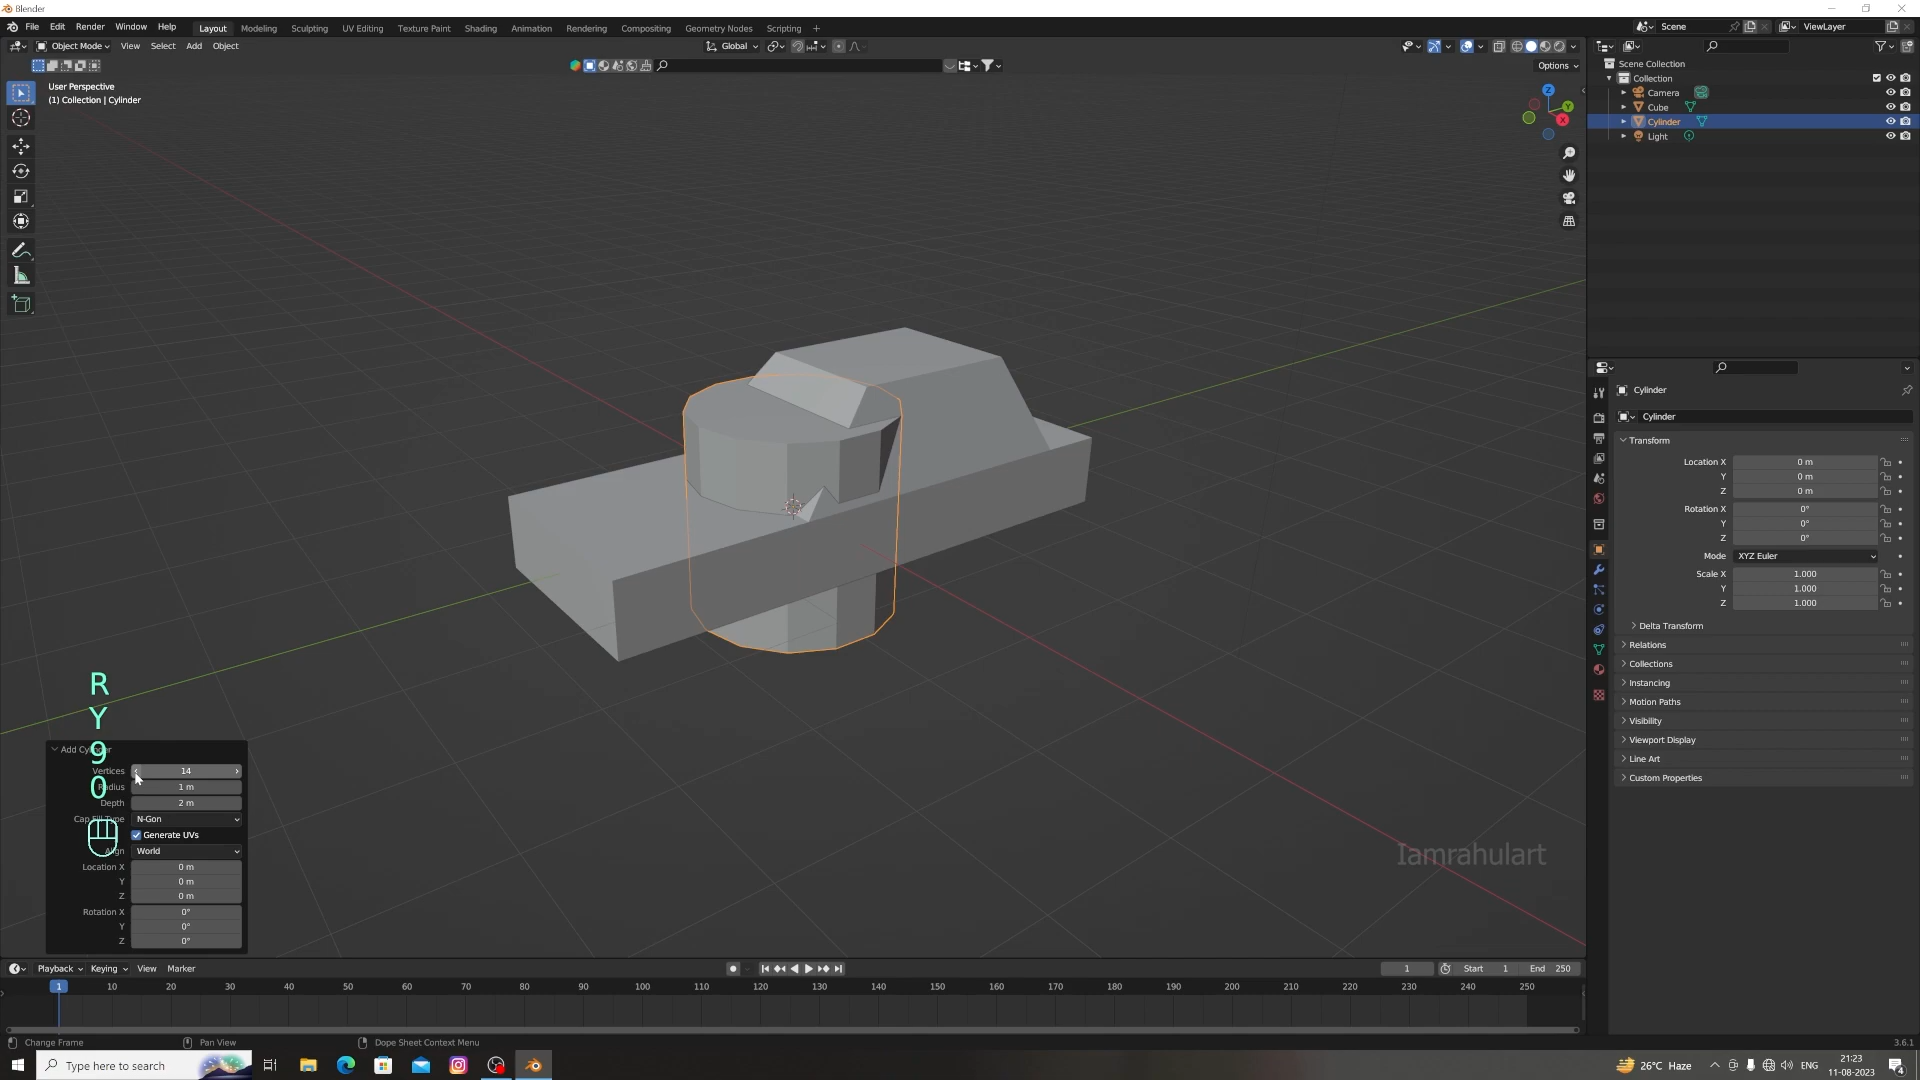 Blender
File Edit Render Window Help
Layout Modeling Sculpting UV Editing Texture Paint Shading Animation Rendering Compositing Geometry Nodes Scripting +
Scene ViewLayer
Object Mode View Select Add Object
Global
Options
User Perspective
(1) Collection | Cylinder
Z
Y
X
Scene Collection
Collection
Camera
Cube
Cylinder
Light
Cylinder
Cylinder
Transform
Location X 0 m
Y 0 m
Z 0 m
Rotation X 0°
Y 0°
Z 0°
Mode XYZ Euler
Scale X 1.000
Y 1.000
Z 1.000
Delta Transform
Relations
Collections
Instancing
Motion Paths
Visibility
Viewport Display
Line Art
Custom Properties
R
Y
9
0
Vertices 14
Radius 1 m
Depth 2 m
Cap Fill Type N-Gon
Generate UVs
Align World
Location X 0 m
Y 0 m
Z 0 m
Rotation X 0°
Y 0°
Z 0°
Iamrahulart
Playback Keying View Marker
1 Start 1 End 250
1 10 20 30 40 50 60 70 80 90 100 110 120 130 140 150 160 170 180 190 200 210 220 230 240 250
Change Frame Pan View Dope Sheet Context Menu
3.6.1
Type here to search
26°C Haze
ENG
21:23
11-08-2023
4